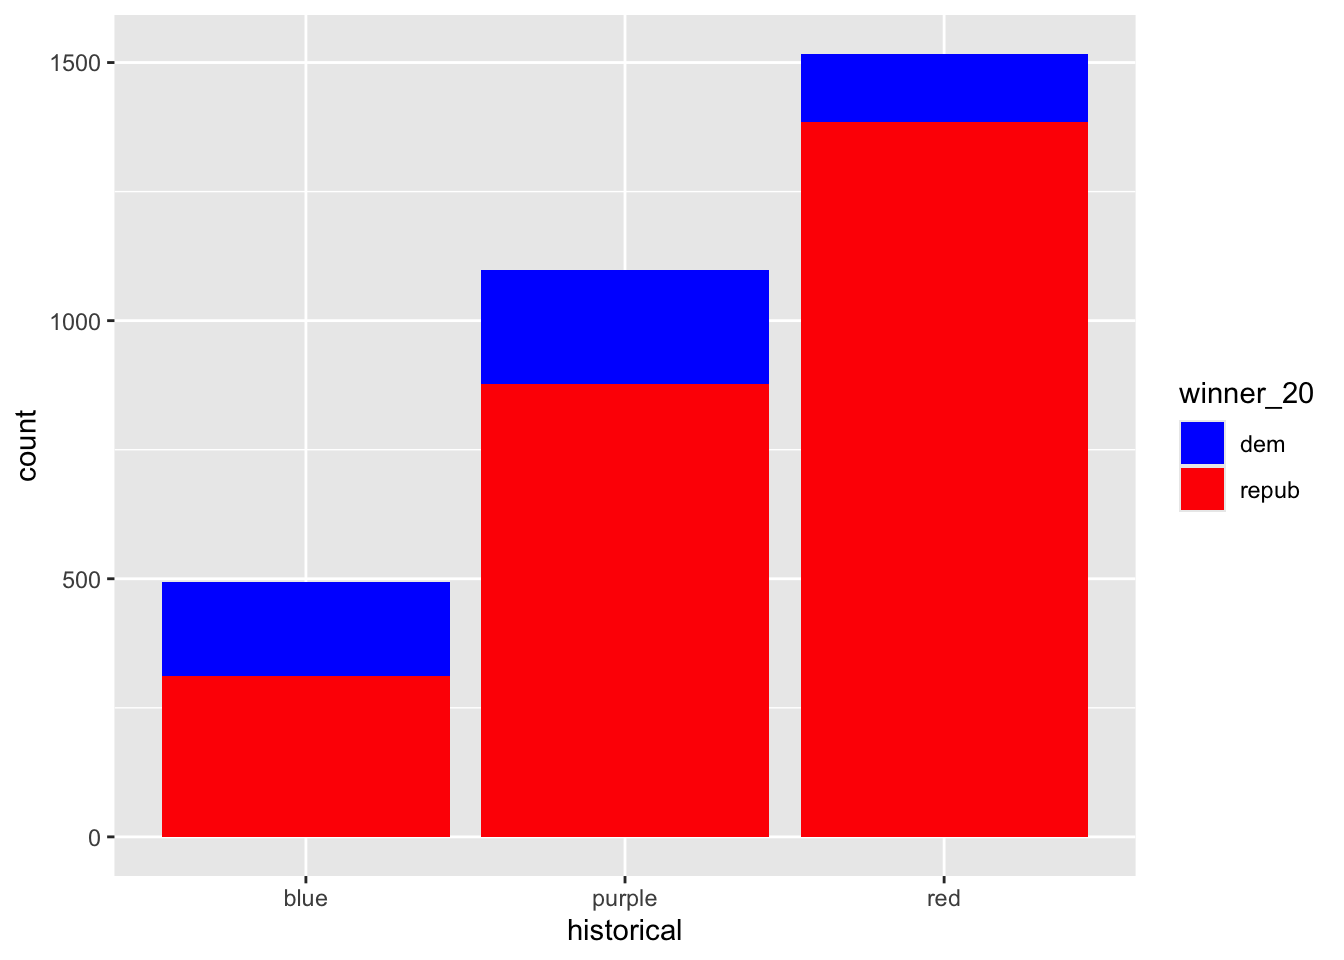 1500
1000
500
0
count
blue
purple
red
historical
winner_20
dem
repub